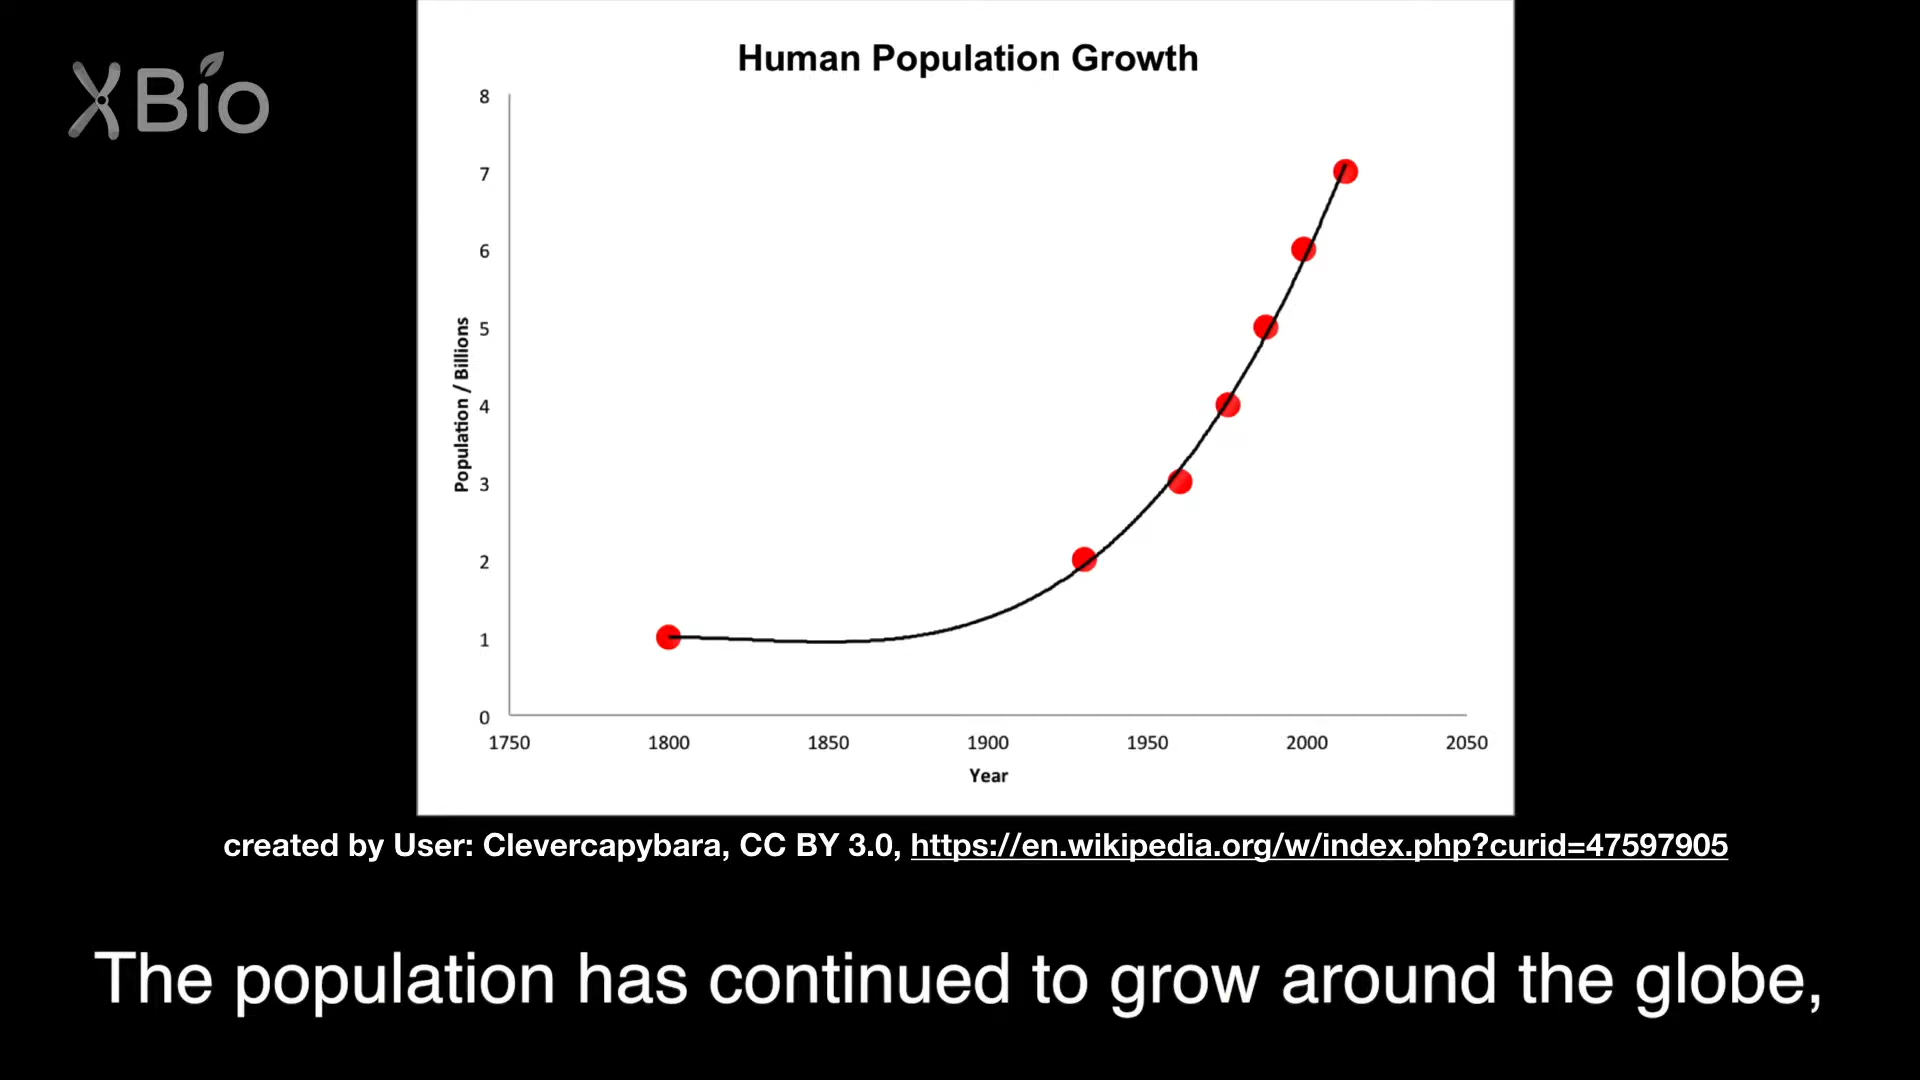 XBio
Human Population Growth
8
7
6
5
4
3
2
1
0
Population / Billions
1750 1800 1850 1900 1950 2000 2050
Year
created by User: Clevercapybara, CC BY 3.0, https://en.wikipedia.org/w/index.php?curid=47597905
The population has continued to grow around the globe,